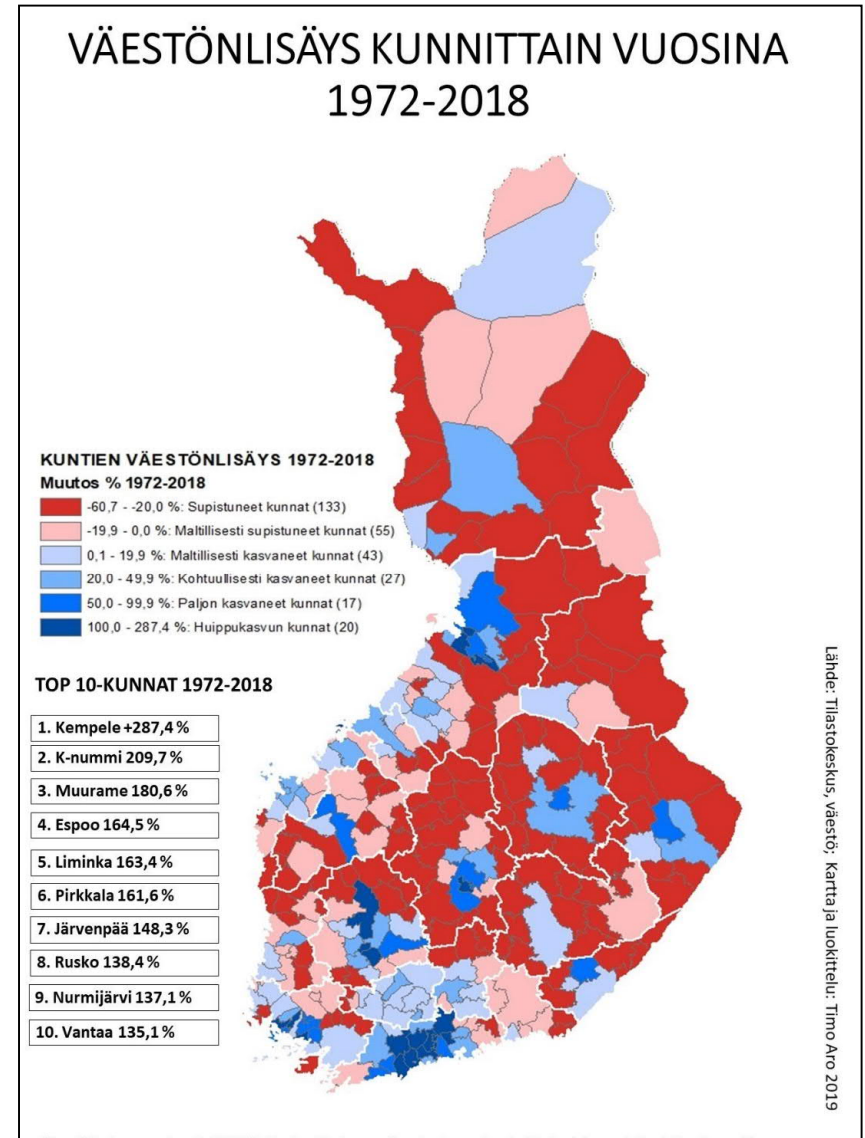 VÄESTÖNLISÄYS KUNNITTAIN VUOSINA
1972-2018
KUNTIEN VÄESTÖNLISÄYS 1972-2018
Muutos % 1972-2018
-60,7 - -20,0 %: Supistuneet kunnat (133)
-19,9 - 0,0 %: Maltillisesti supistuneet kunnat (55)
0,1 - 19,9 %: Maltillisesti kasvaneet kunnat (43)
20,0 - 49,9 %: Kohtuullisesti kasvaneet kunnat (27)
50,0 - 99,9 %: Paljon kasvaneet kunnat (17)
100,0 - 287,4 %: Huippukasvun kunnat (20)
TOP 10-KUNNAT 1972-2018
1. Kempele +287,4 %
2. K-nummi 209,7 %
3. Muurame 180,6 %
4. Espoo 164,5 %
5. Liminka 163,4 %
6. Pirkkala 161,6 %
7. Järvenpää 148,3 %
8. Rusko 138,4 %
9. Nurmijärvi 137,1 %
10. Vantaa 135,1 %
Lähde: Tilastokeskus, väestö; Kartta ja luokittelu: Timo Aro 2019